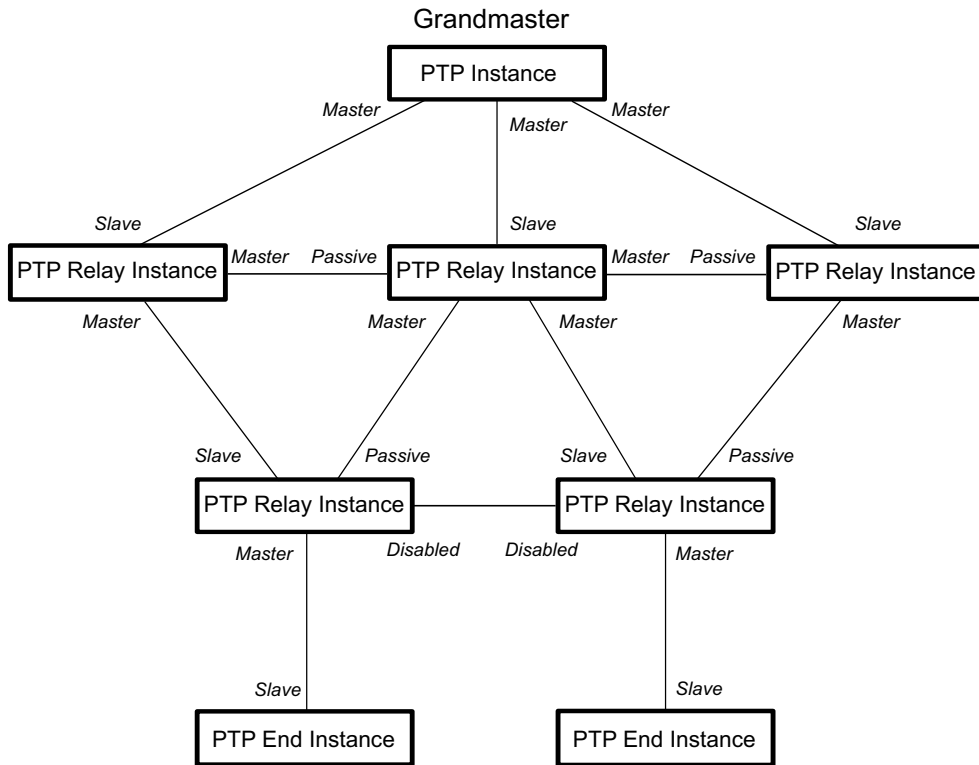 Grandmaster
PTP Instance
Master
Master
Master
Slave
Slave
Slave
PTP Relay Instance
Master
Passive
PTP Relay Instance
Master
Passive
PTP Relay Instance
Master
Master
Master
Master
Slave
Passive
Slave
Passive
PTP Relay Instance
PTP Relay Instance
Master
Disabled
Disabled
Master
Slave
Slave
PTP End Instance
PTP End Instance